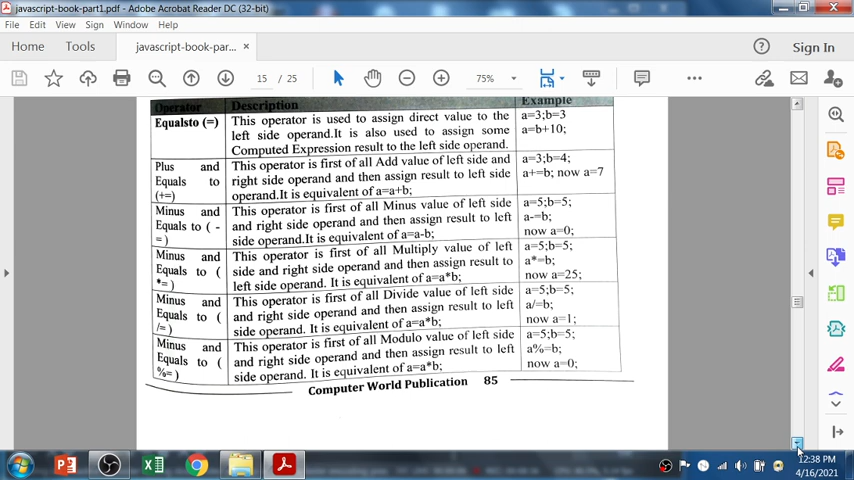 javascript-book-part1.pdf - Adobe Acrobat Reader DC (32-bit)
File Edit View Sign Window Help
Home Tools javascript-book-par... × Sign In
15 / 25 75%
Operator Description Example
Equalsto (=) This operator is used to assign direct value to the a=3;b=3
left side operand.It is also used to assign some a=b+10;
Computed Expression result to the left side operand.
Plus and This operator is first of all Add value of left side and a=3;b=4;
Equals to right side operand and then assign result to left side a+=b; now a=7
(+=) operand.It is equivalent of a=a+b;
Minus and This operator is first of all Minus value of left side a=5;b=5;
Equals to ( - and right side operand and then assign result to left a-=b;
= ) side operand.It is equivalent of a=a-b; now a=0;
Minus and This operator is first of all Multiply value of left a=5;b=5;
Equals to ( side and right side operand and then assign result to a*=b;
*= ) left side operand. It is equivalent of a=a*b; now a=25;
Minus and This operator is first of all Divide value of left side a=5;b=5;
Equals to ( and right side operand and then assign result to left a/=b;
/= ) side operand. It is equivalent of a=a*b; now a=1;
Minus and This operator is first of all Modulo value of left side a=5;b=5;
Equals to ( and right side operand and then assign result to left a%=b;
%= ) side operand. It is equivalent of a=a*b; now a=0;
Computer World Publication 85
12:38 PM
4/16/2021